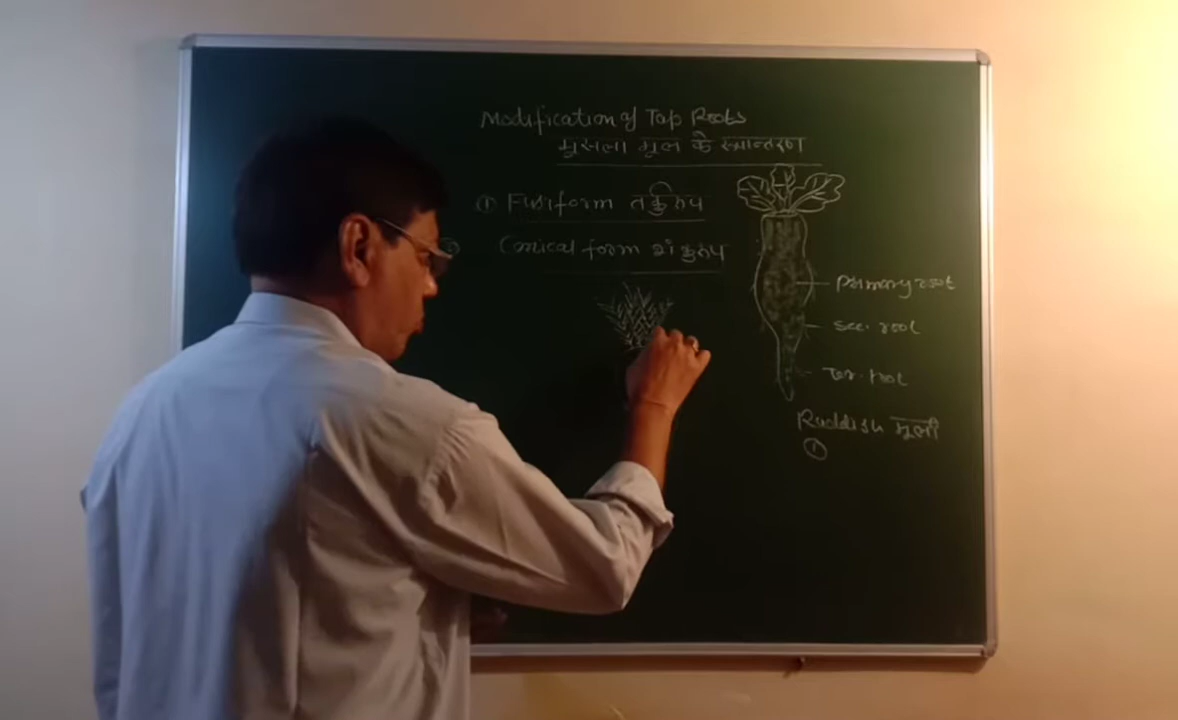 Modification of Tap Roots
मुसला मूल के रूपान्तरण
① Fusiform तर्कुरुप
② Conical form शंकुरुप
Primary root
Sec. root
Ter. root
Raddish मूली
①